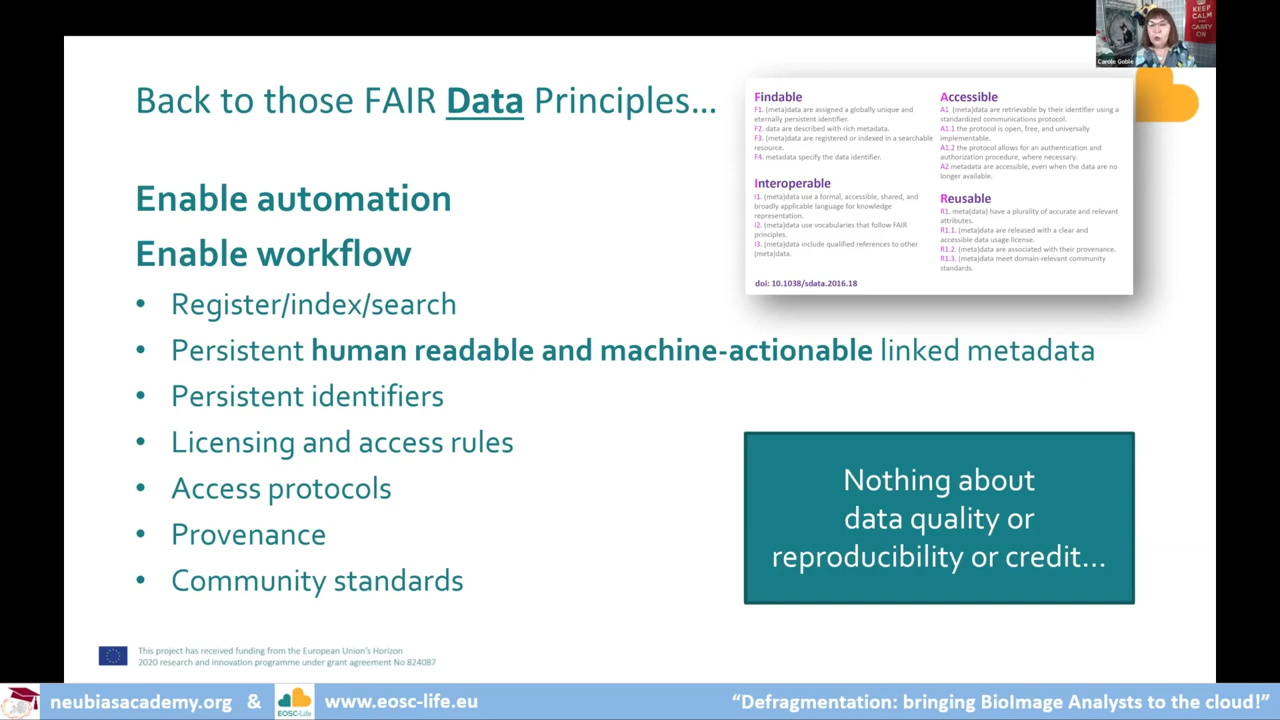 KEEP
CALM
AND
CARRY
ON
Carole Goble
Back to those FAIR Data Principles...
Enable automation
Enable workflow
• Register/index/search
• Persistent human readable and machine-actionable linked metadata
• Persistent identifiers
• Licensing and access rules
• Access protocols
• Provenance
• Community standards
Findable
F1. (meta)data are assigned a globally unique and
eternally persistent identifier.
F2. data are described with rich metadata.
F3. (meta)data are registered or indexed in a searchable
resource.
F4. metadata specify the data identifier.
Interoperable
I1. (meta)data use a formal, accessible, shared, and
broadly applicable language for knowledge
representation.
I2. (meta)data use vocabularies that follow FAIR
principles.
I3. (meta)data include qualified references to other
(meta)data.
doi: 10.1038/sdata.2016.18
Accessible
A1 (meta)data are retrievable by their identifier using a
standardized communications protocol.
A1.1 the protocol is open, free, and universally
implementable.
A1.2 the protocol allows for an authentication and
authorization procedure, where necessary.
A2 metadata are accessible, even when the data are no
longer available.
Reusable
R1. meta(data) have a plurality of accurate and relevant
attributes.
R1.1. (meta)data are released with a clear and
accessible data usage license.
R1.2. (meta)data are associated with their provenance.
R1.3. (meta)data meet domain-relevant community
standards.
Nothing about
data quality or
reproducibility or credit...
This project has received funding from the European Union's Horizon
2020 research and innovation programme under grant agreement No 824087
neubiasacademy.org & EOSC-Life www.eosc-life.eu “Defragmentation: bringing BioImage Analysts to the cloud!”